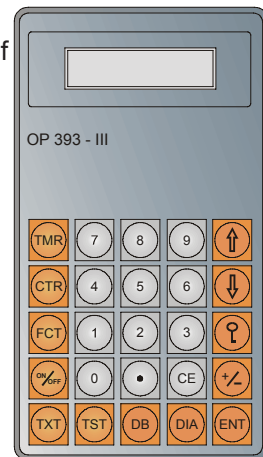 f
OP 393 - III
TMR 7 8 9
CTR 4 5 6
FCT 1 2 3
ON/OFF 0 • CE +/-
TXT TST DB DIA ENT